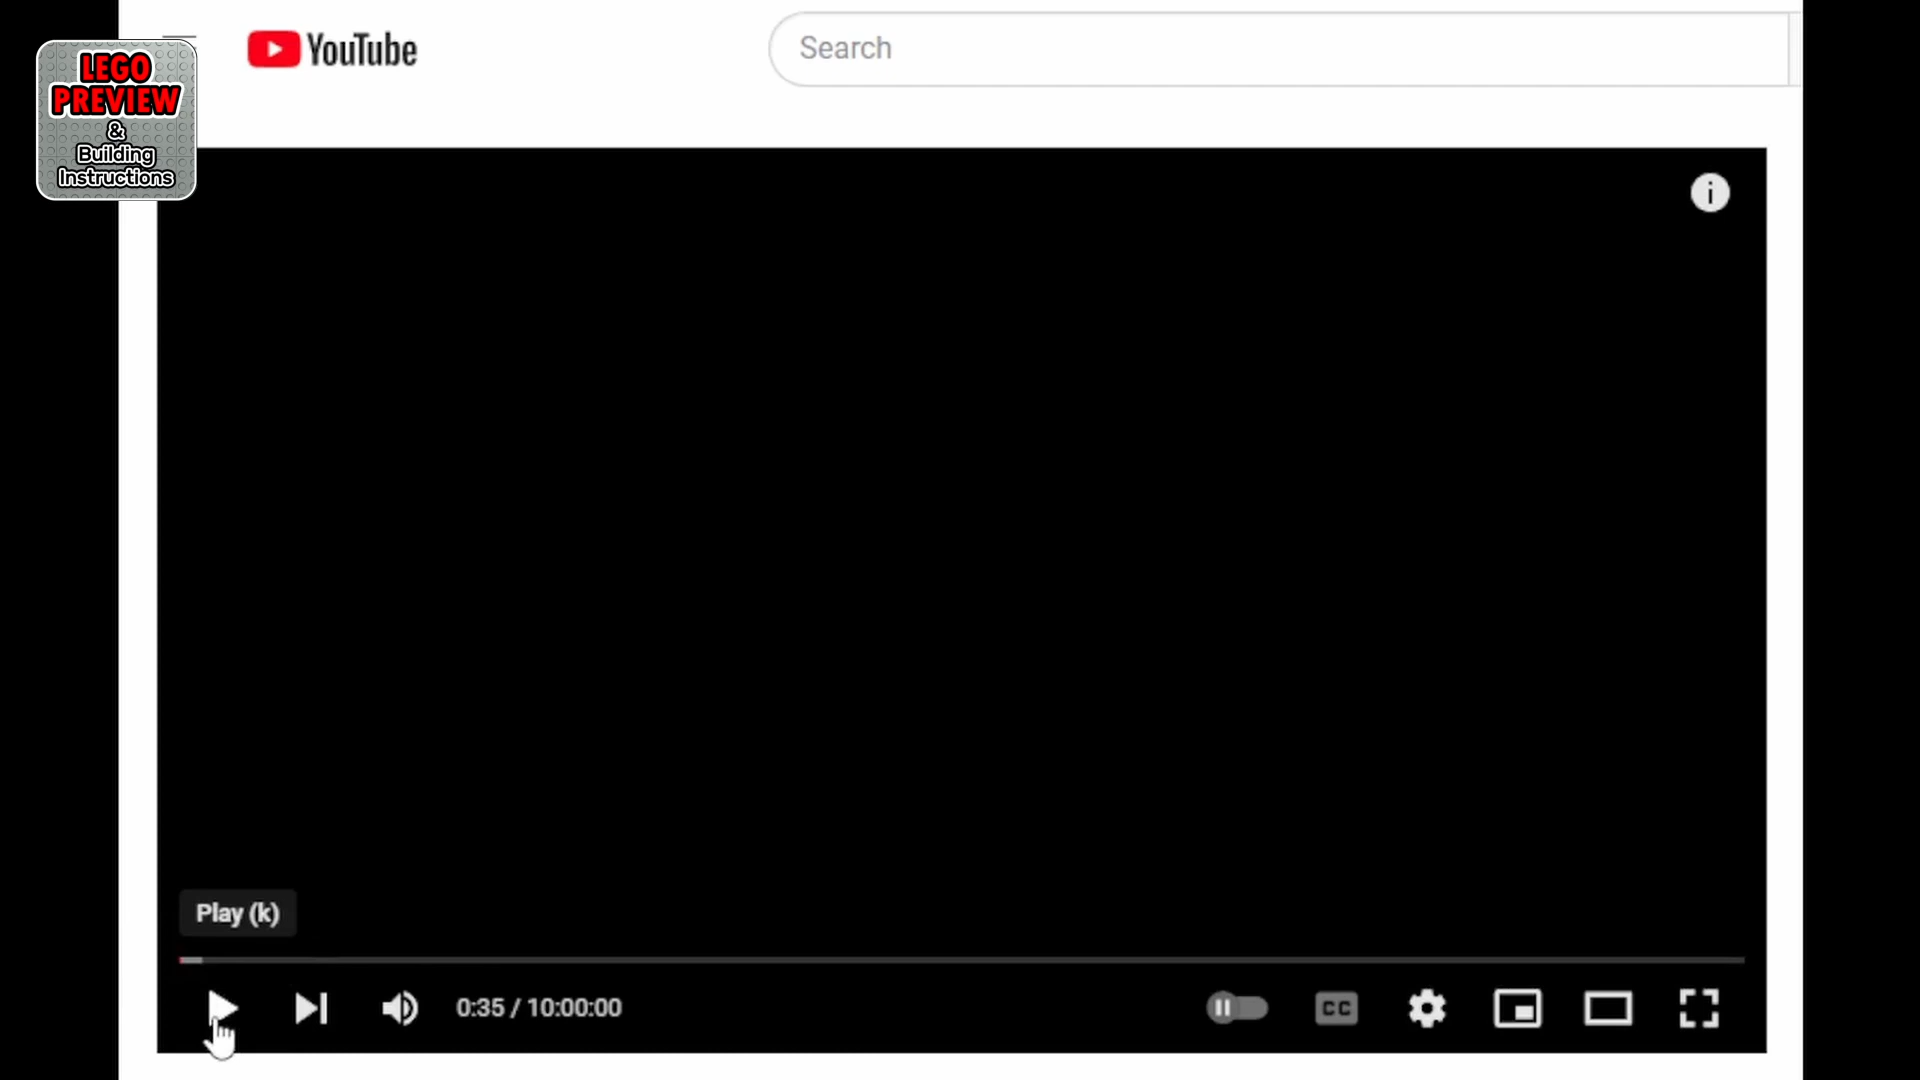 YouTube
Search
LEGO
PREVIEW
&
Building
Instructions
i
Play (k)
0:35 / 10:00:00
CC